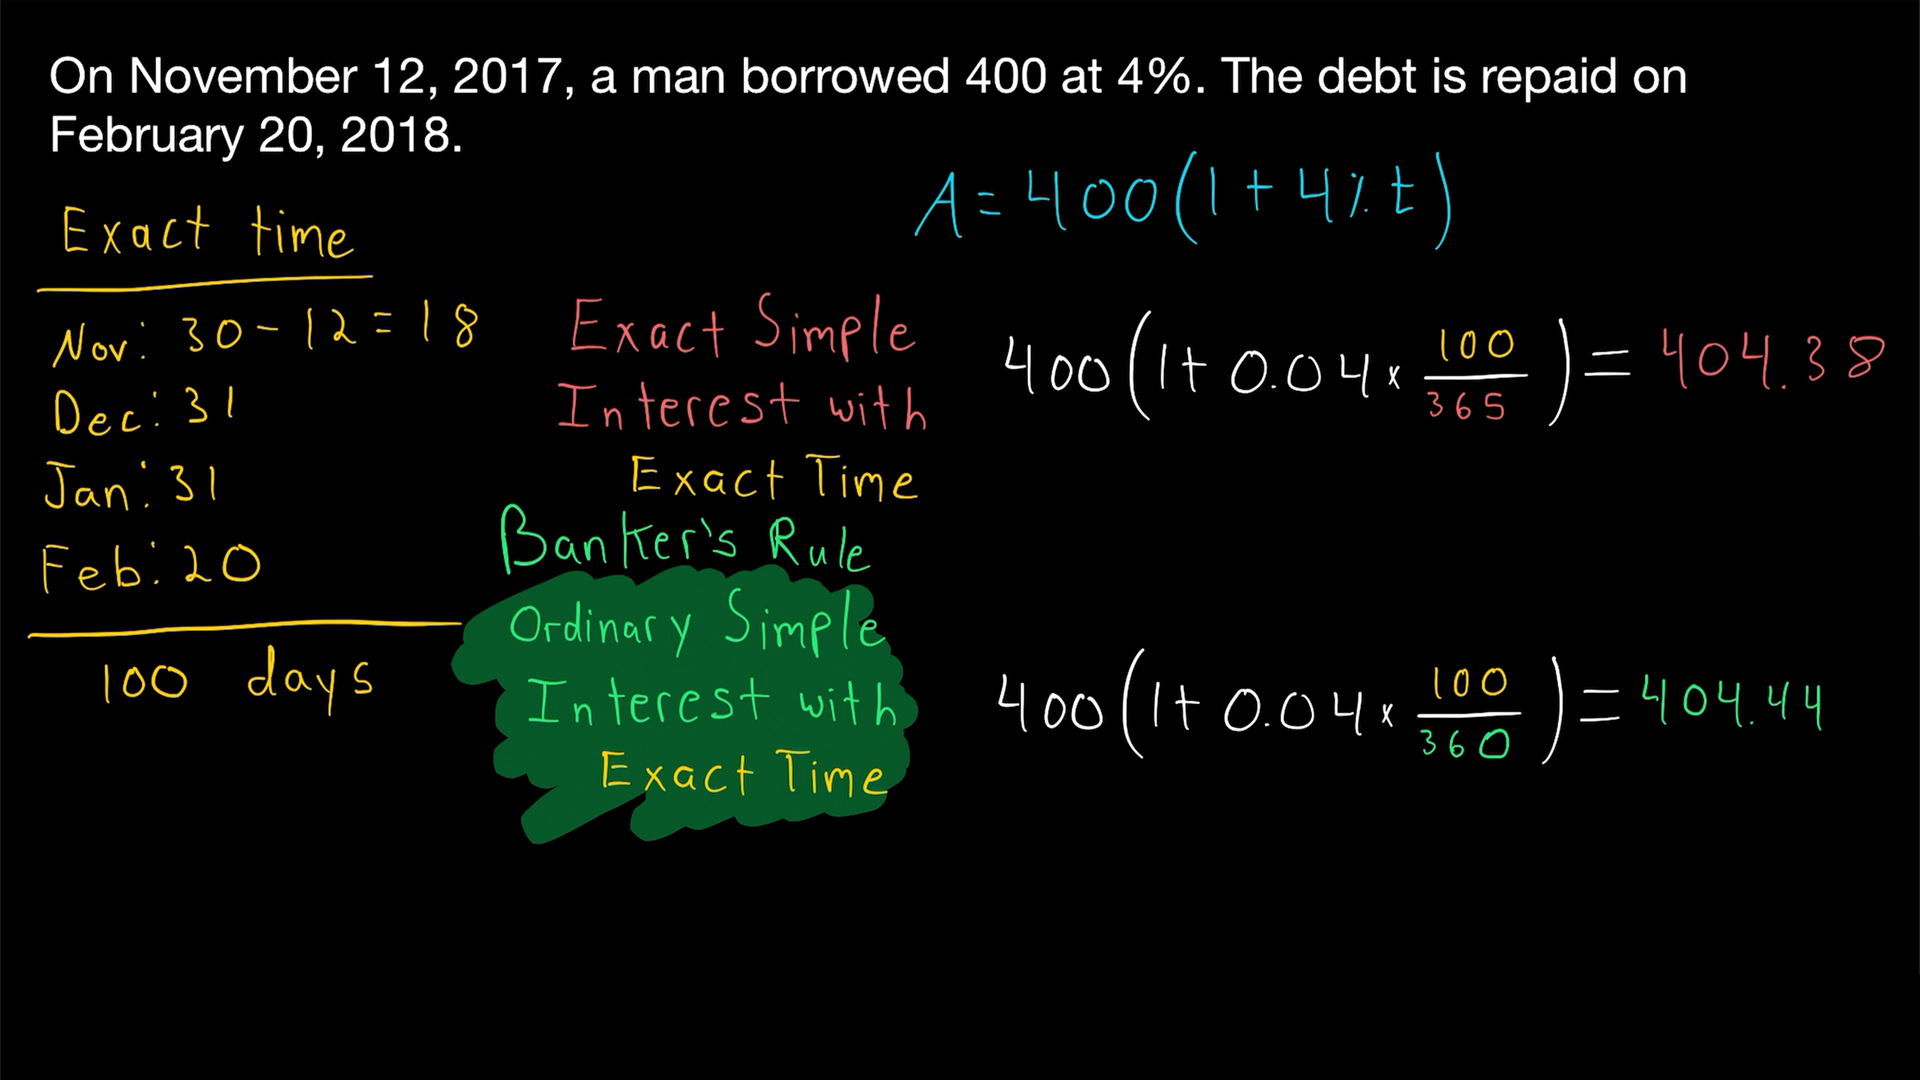 On November 12, 2017, a man borrowed 400 at 4%. The debt is repaid on
February 20, 2018.
A = 400(1 + 4% t)
Exact time
Nov: 30 - 12 = 18
Dec: 31
Jan: 31
Feb: 20
100 days
Exact Simple
Interest with
Exact Time
400(1 + 0.04 × 100/365) = 404.38
Banker's Rule
Ordinary Simple
Interest with
Exact Time
400(1 + 0.04 × 100/360) = 404.44